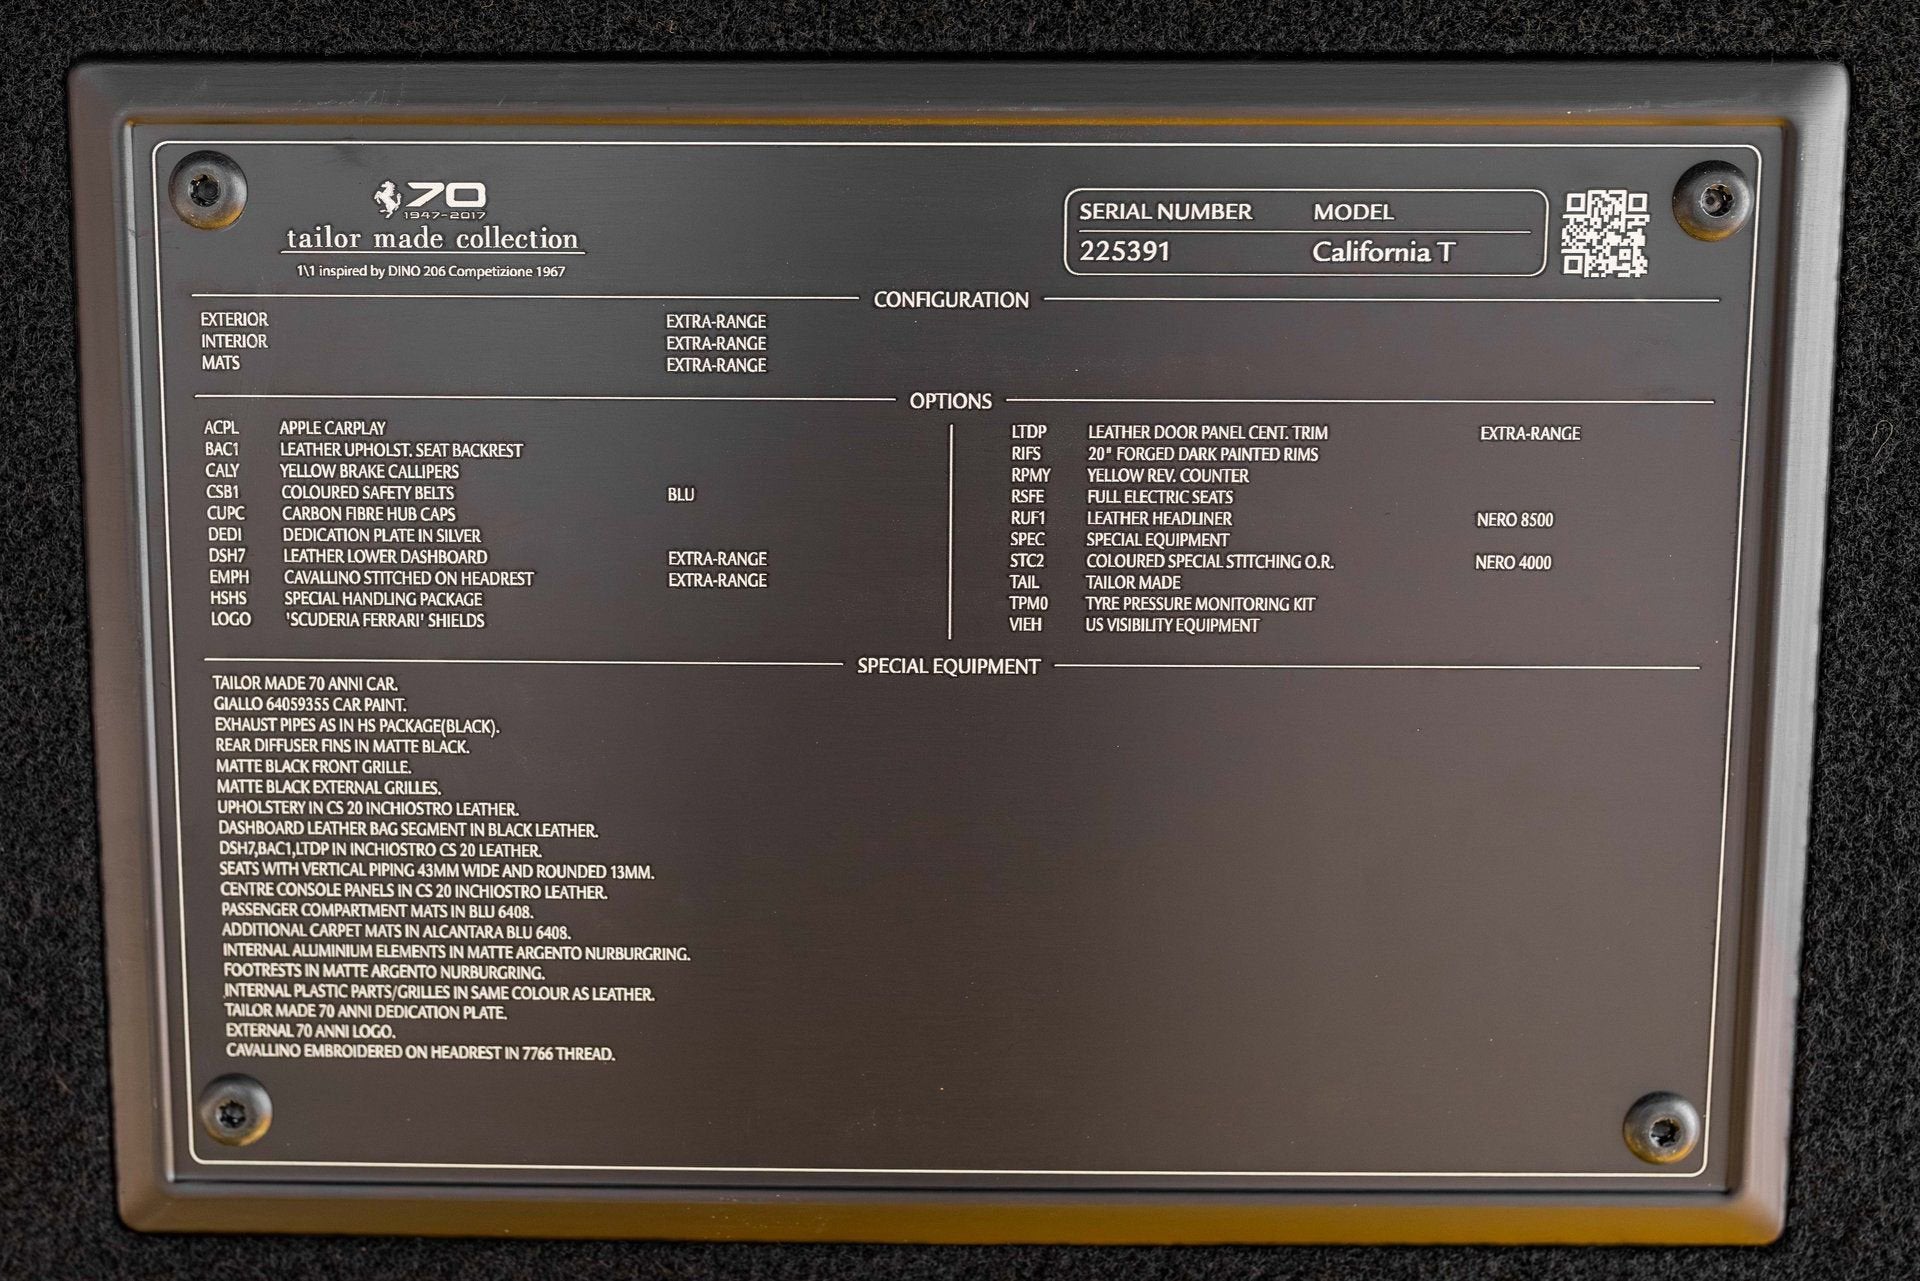 70
1947-2017
tailor made collection
1\1 inspired by DINO 206 Competizione 1967
SERIAL NUMBER MODEL
225391 California T
CONFIGURATION
EXTERIOR EXTRA-RANGE
INTERIOR EXTRA-RANGE
MATS EXTRA-RANGE
OPTIONS
ACPL APPLE CARPLAY
BAC1 LEATHER UPHOLST. SEAT BACKREST
CALY YELLOW BRAKE CALLIPERS
CSB1 COLOURED SAFETY BELTS BLU
CUPC CARBON FIBRE HUB CAPS
DEDI DEDICATION PLATE IN SILVER
DSH7 LEATHER LOWER DASHBOARD EXTRA-RANGE
EMPH CAVALLINO STITCHED ON HEADREST EXTRA-RANGE
HSHS SPECIAL HANDLING PACKAGE
LOGO 'SCUDERIA FERRARI' SHIELDS
LTDP LEATHER DOOR PANEL CENT. TRIM EXTRA-RANGE
RIFS 20" FORGED DARK PAINTED RIMS
RPMY YELLOW REV. COUNTER
RSFE FULL ELECTRIC SEATS
RUF1 LEATHER HEADLINER NERO 8500
SPEC SPECIAL EQUIPMENT
STC2 COLOURED SPECIAL STITCHING O.R. NERO 4000
TAIL TAILOR MADE
TPM0 TYRE PRESSURE MONITORING KIT
VIEH US VISIBILITY EQUIPMENT
SPECIAL EQUIPMENT
TAILOR MADE 70 ANNI CAR.
GIALLO 64059355 CAR PAINT.
EXHAUST PIPES AS IN HS PACKAGE(BLACK).
REAR DIFFUSER FINS IN MATTE BLACK.
MATTE BLACK FRONT GRILLE.
MATTE BLACK EXTERNAL GRILLES.
UPHOLSTERY IN CS 20 INCHIOSTRO LEATHER.
DASHBOARD LEATHER BAG SEGMENT IN BLACK LEATHER.
DSH7,BAC1,LTDP IN INCHIOSTRO CS 20 LEATHER.
SEATS WITH VERTICAL PIPING 43MM WIDE AND ROUNDED 13MM.
CENTRE CONSOLE PANELS IN CS 20 INCHIOSTRO LEATHER.
PASSENGER COMPARTMENT MATS IN BLU 6408.
ADDITIONAL CARPET MATS IN ALCANTARA BLU 6408.
INTERNAL ALUMINIUM ELEMENTS IN MATTE ARGENTO NURBURGRING.
FOOTRESTS IN MATTE ARGENTO NURBURGRING.
INTERNAL PLASTIC PARTS/GRILLES IN SAME COLOUR AS LEATHER.
TAILOR MADE 70 ANNI DEDICATION PLATE.
EXTERNAL 70 ANNI LOGO.
CAVALLINO EMBROIDERED ON HEADREST IN 7766 THREAD.